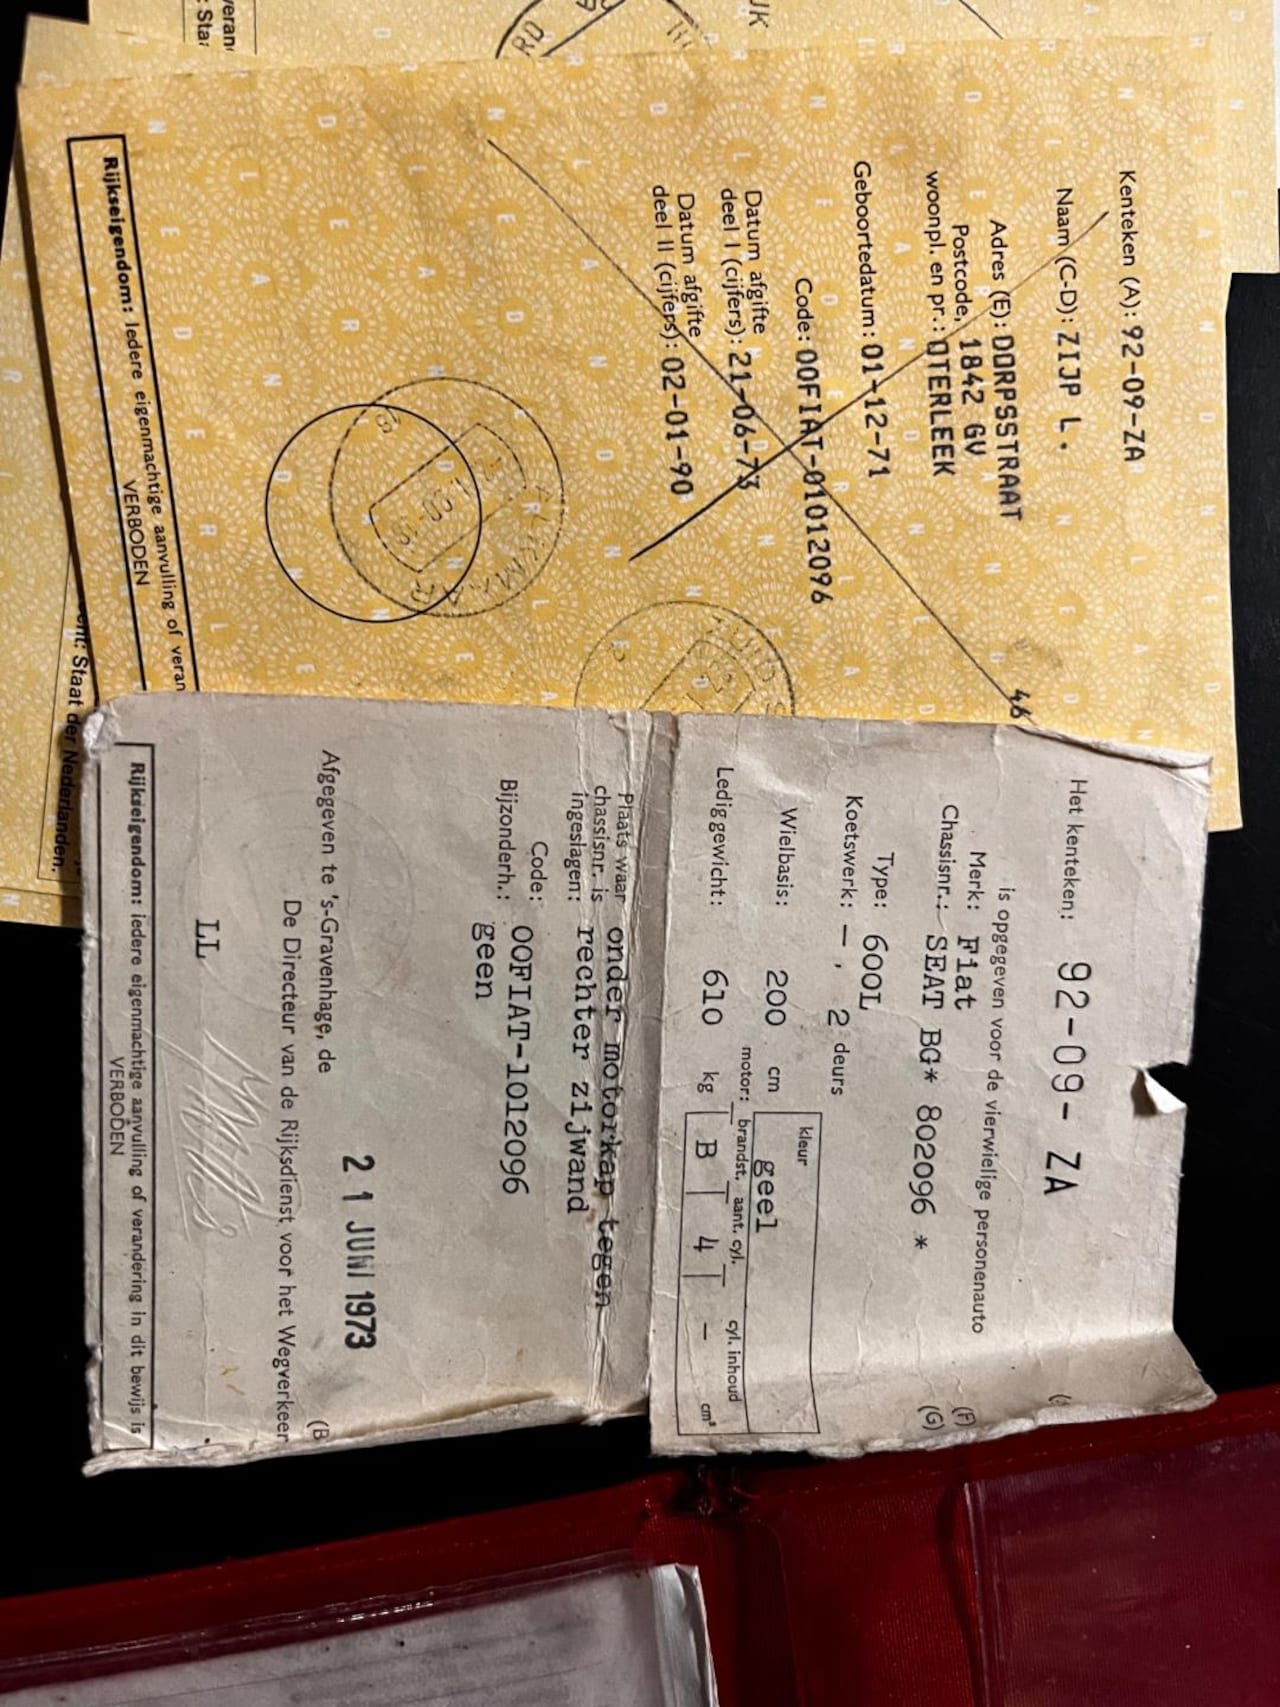 Kenteken (A): 92-09-ZA
Naam (C-D): ZIJP L.
Adres (E): DORPSSTRAAT
46
Postcode, 1842 GV
woonpl. en pr.: OTERLEEK
Geboortedatum: 01-12-71
Code: 00FIAT-01012096
Datum afgifte
deel I (cijfers): 21-06-73
Datum afgifte
deel II (cijfers): 02-01-90
ALKMAAR
Rijkseigendom: Iedere eigenmachtige aanvulling of veran
VERBODEN
Staat der Nederlanden.
Het kenteken: 92-09-ZA
is opgegeven voor de vierwielige personenauto
Merk: Fiat (F)
Chassisnr.: SEAT BG* 802096 * (G)
Type: 600L
Koetswerk: —, 2 deurs
kleur
Wielbasis: 200 cm geel
motor: brandst. aant. cyl. cyl. inhoud
Ledig gewicht: 610 kg B 4 — cm³
Plaats waar onder motorkap tegen
chassisnr. is rechter zijwand
ingeslagen:
Code: 00FIAT-1012096
Bijzonderh.: geen
Afgegeven te 's-Gravenhage, de 21 JUNI 1973 (B
De Directeur van de Rijksdienst voor het Wegverkeer
LL
Rijkseigendom: iedere eigenmachtige aanvulling of verandering in dit bewijs is
VERBODEN